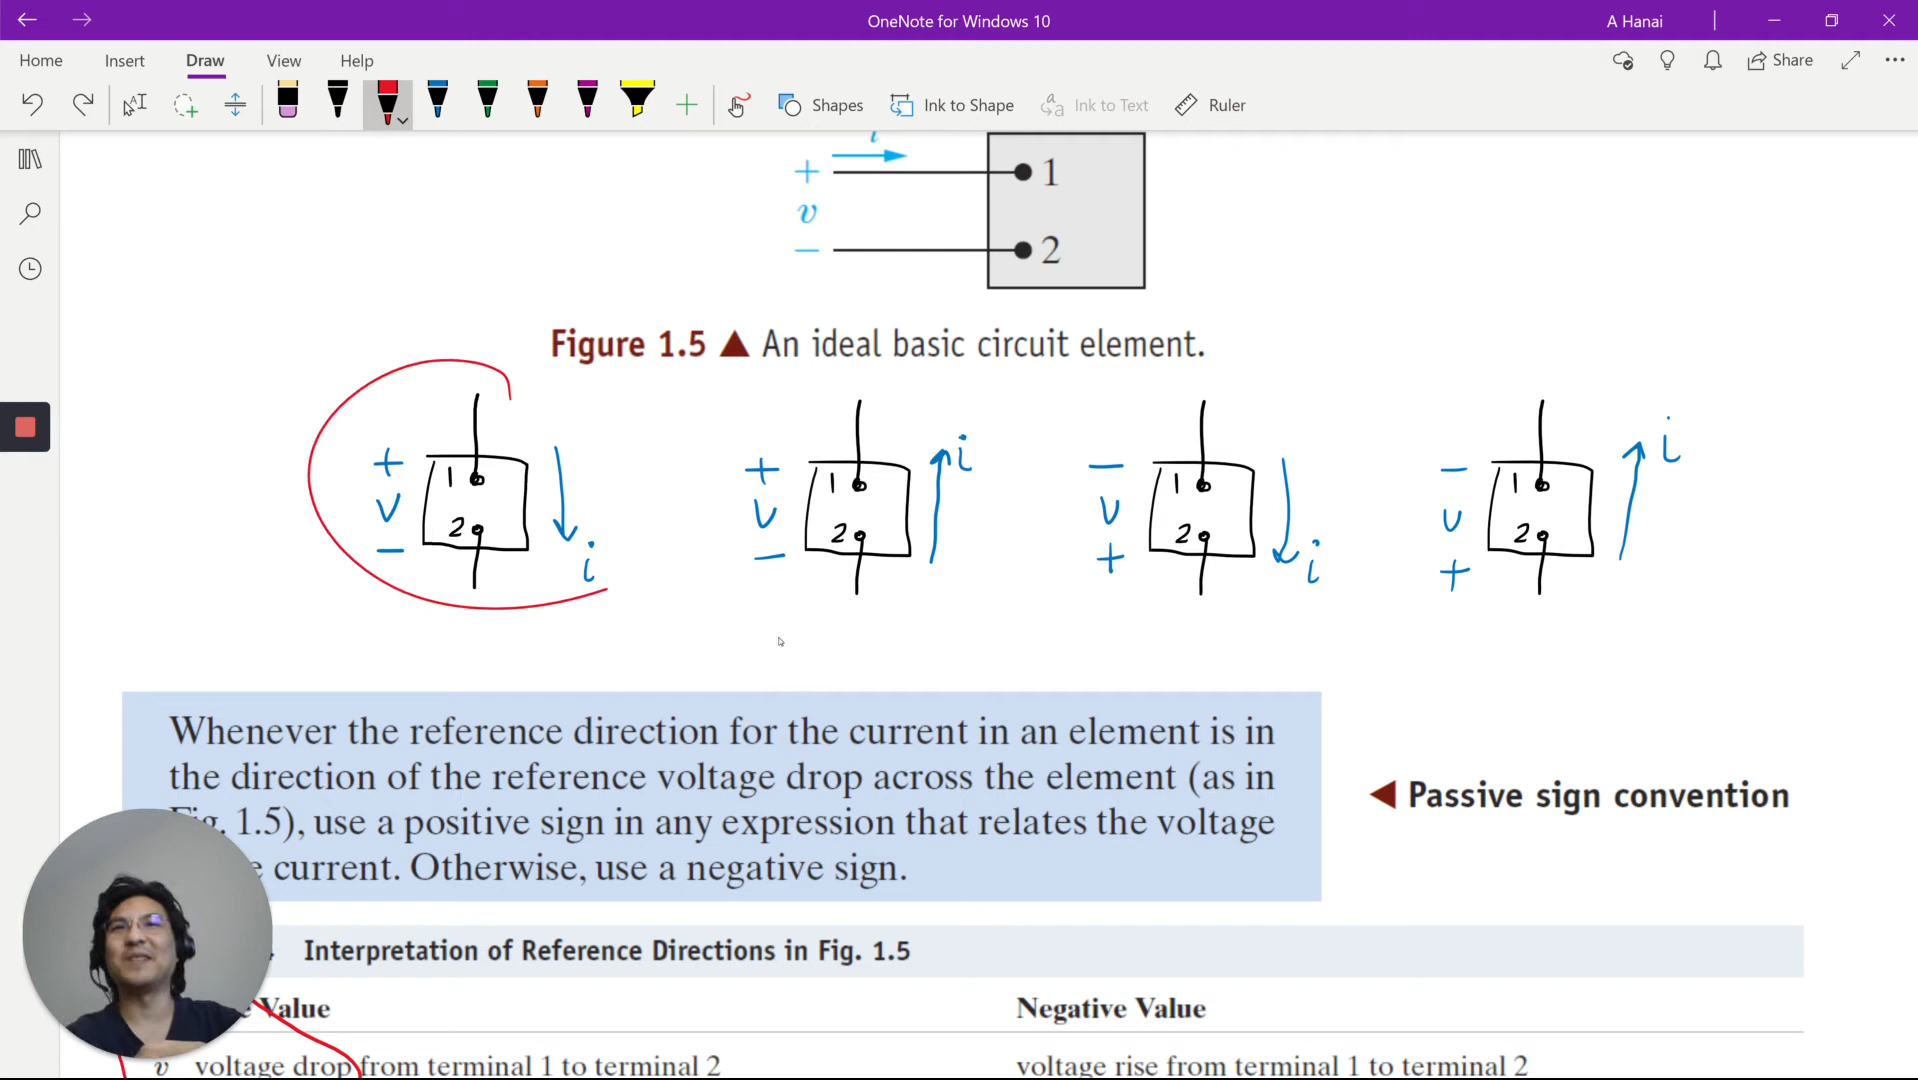 OneNote for Windows 10
A Hanai
Home Insert Draw View Help
Share
Shapes Ink to Shape Ink to Text Ruler
i
+
v
−
1
2
Figure 1.5 ▲ An ideal basic circuit element.
+ v − 1 2 i
+ v − 1 2 i
− v + 1 2 i
− v + 1 2 i
Whenever the reference direction for the current in an element is in
the direction of the reference voltage drop across the element (as in
Fig. 1.5), use a positive sign in any expression that relates the voltage
current. Otherwise, use a negative sign.
◀ Passive sign convention
Interpretation of Reference Directions in Fig. 1.5
Value Negative Value
v voltage drop from terminal 1 to terminal 2 voltage rise from terminal 1 to terminal 2